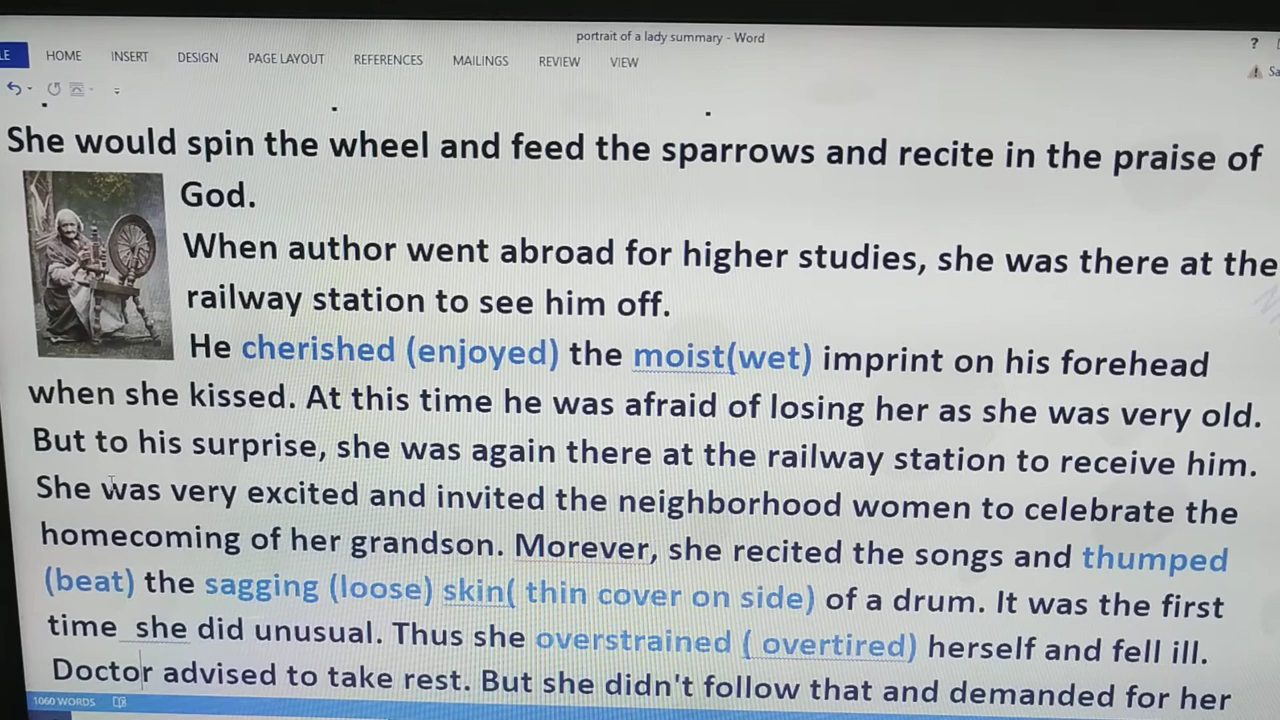 portrait of a lady summary - Word
?
HOME INSERT DESIGN PAGE LAYOUT REFERENCES MAILINGS REVIEW VIEW
She would spin the wheel and feed the sparrows and recite in the praise of
God.
When author went abroad for higher studies, she was there at the
railway station to see him off.
He cherished (enjoyed) the moist(wet) imprint on his forehead
when she kissed. At this time he was afraid of losing her as she was very old.
But to his surprise, she was again there at the railway station to receive him.
She was very excited and invited the neighborhood women to celebrate the
homecoming of her grandson. Morever, she recited the songs and thumped
(beat) the sagging (loose) skin( thin cover on side) of a drum. It was the first
time she did unusual. Thus she overstrained ( overtired) herself and fell ill.
Doctor advised to take rest. But she didn't follow that and demanded for her
1060 WORDS